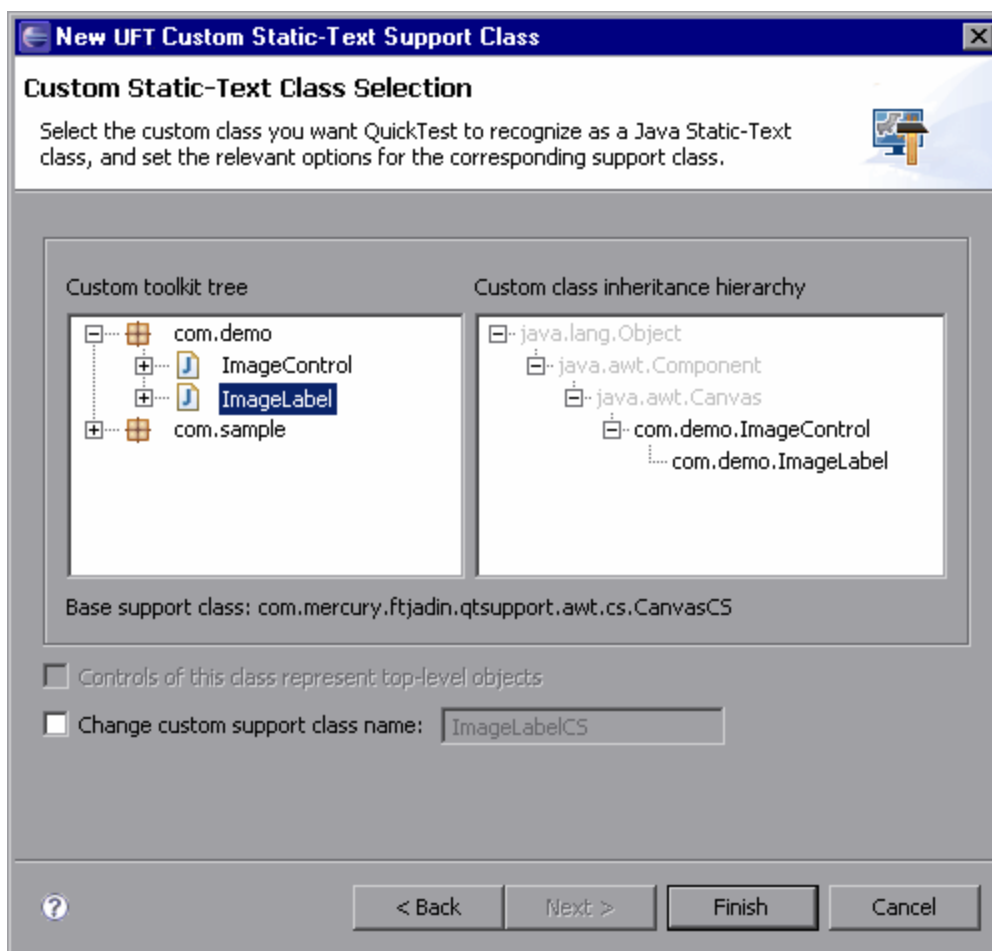 New UFT Custom Static-Text Support Class
Custom Static-Text Class Selection
Select the custom class you want QuickTest to recognize as a Java Static-Text
class, and set the relevant options for the corresponding support class.
Custom toolkit tree
com.demo
ImageControl
ImageLabel
com.sample
Custom class inheritance hierarchy
java.lang.Object
java.awt.Component
java.awt.Canvas
com.demo.ImageControl
com.demo.ImageLabel
Base support class: com.mercury.ftjadin.qtsupport.awt.cs.CanvasCS
Controls of this class represent top-level objects
Change custom support class name: ImageLabelCS
? < Back Next > Finish Cancel